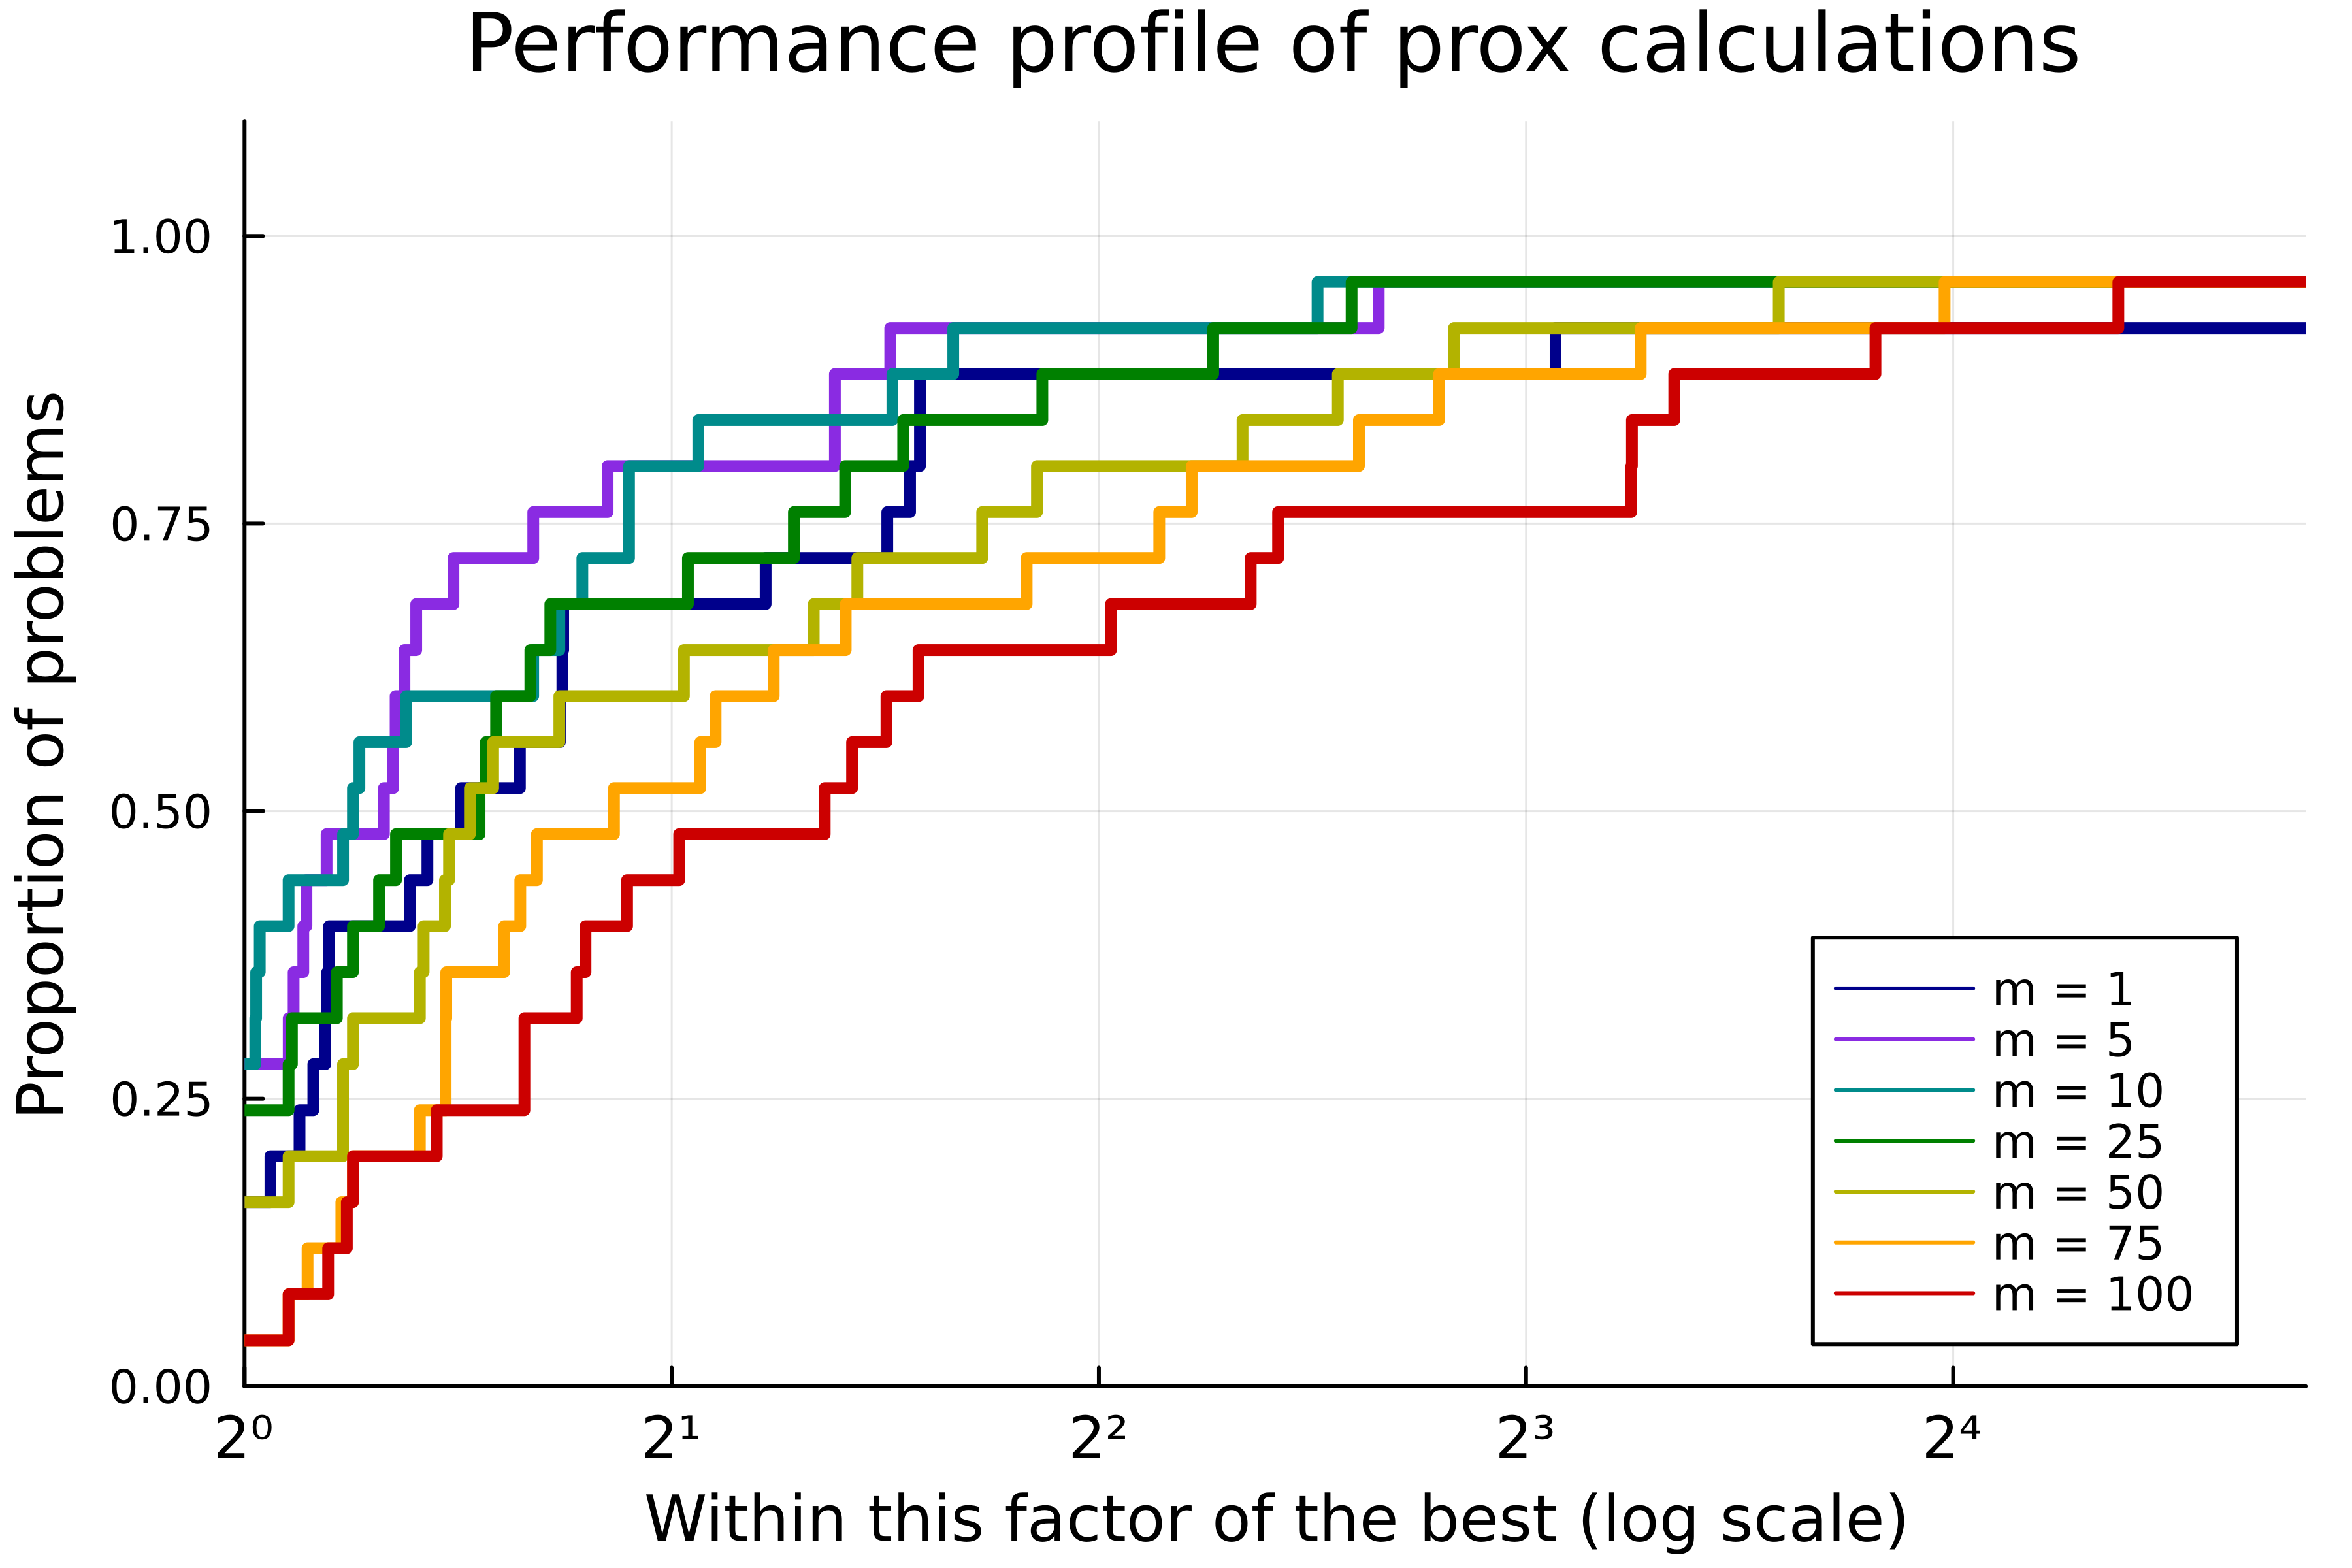 Performance profile of prox calculations
Proportion of problems
1.00
0.75
0.50
0.25
0.00
m = 1
m = 5
m = 10
m = 25
m = 50
m = 75
m = 100
2⁰ 2¹ 2² 2³ 2⁴
Within this factor of the best (log scale)